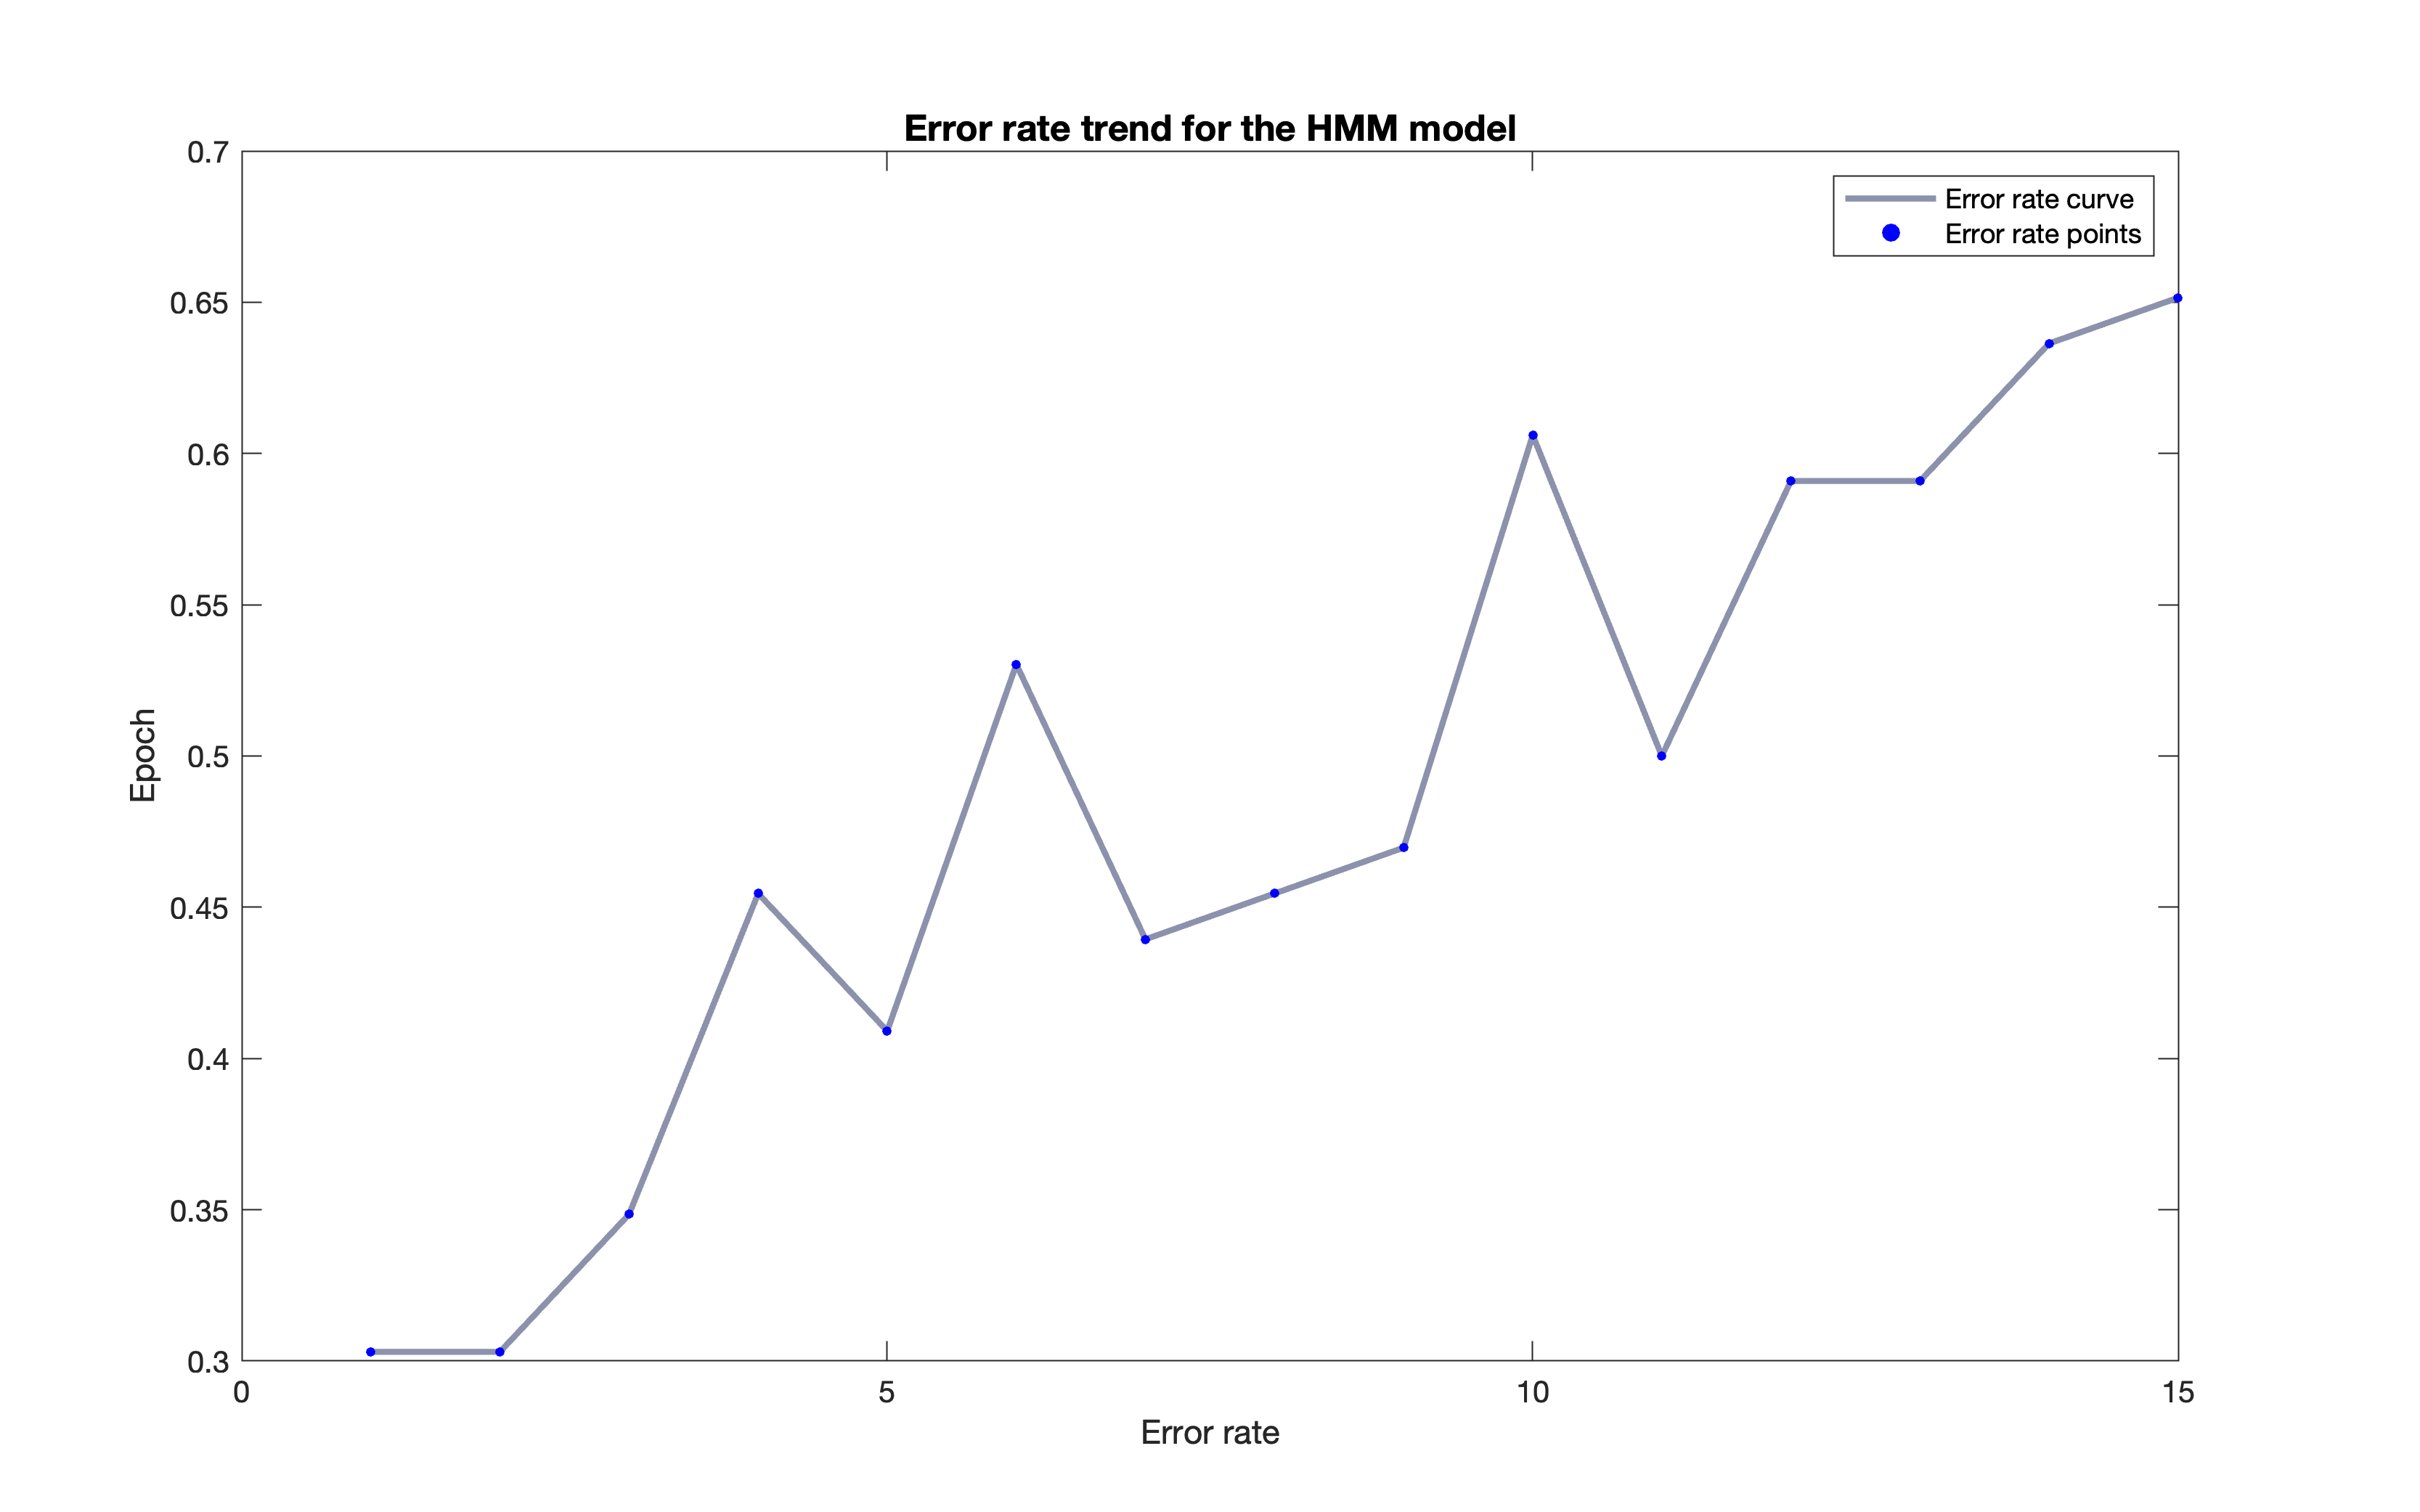 Error rate trend for the HMM model
0.7
0.65
0.6
0.55
0.5
0.45
0.4
0.35
0.3
Epoch
Error rate curve
Error rate points
0 5 10 15
Error rate